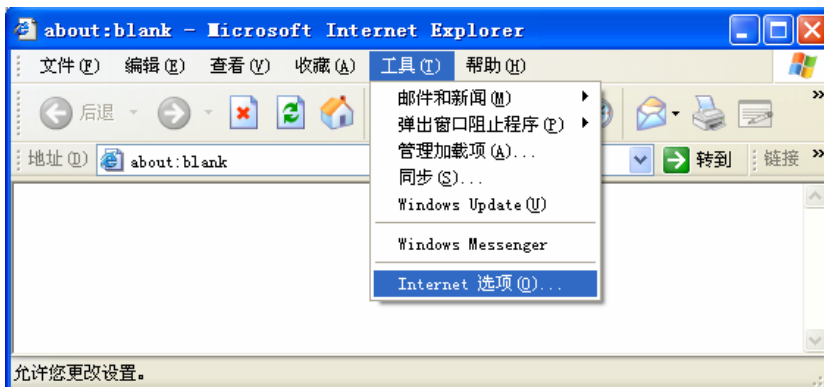 about:blank - Microsoft Internet Explorer
文件(F) 编辑(E) 查看(V) 收藏(A) 工具(T) 帮助(H)
后退
邮件和新闻(M)
弹出窗口阻止程序(P)
管理加载项(A)...
同步(S)...
Windows Update(U)
Windows Messenger
Internet 选项(O)...
地址(D) about:blank 转到 链接 »
允许您更改设置。